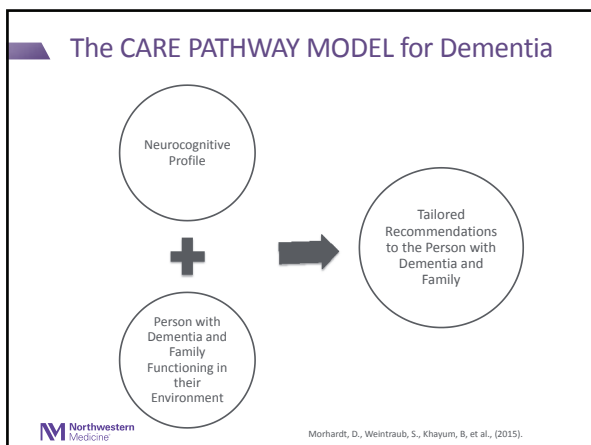 The CARE PATHWAY MODEL for Dementia
Neurocognitive
Profile
Person with
Dementia and
Family
Functioning in
their
Environment
Tailored
Recommendations
to the Person with
Dementia and
Family
Northwestern
Medicine®
Morhardt, D., Weintraub, S., Khayum, B, et al., (2015).